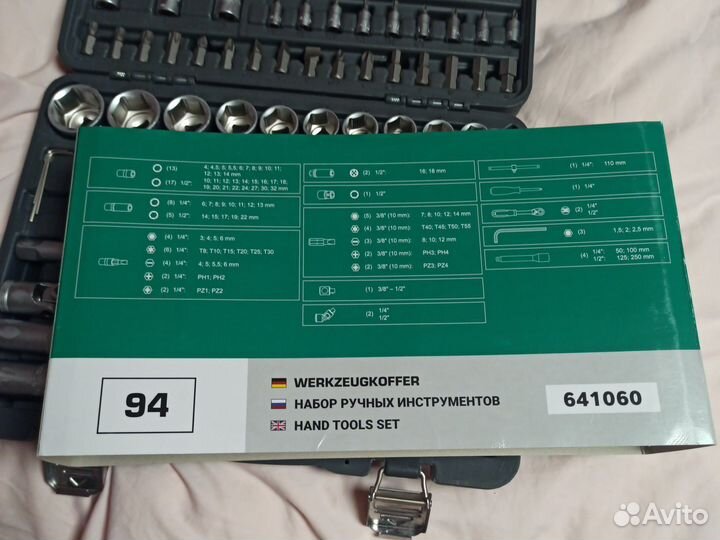 (13) 4; 4,5; 5; 5,5; 6; 7; 8; 9; 10; 11;
12; 13; 14 mm
(17) 1/2": 10; 11; 12; 13; 14; 15; 16; 17; 18;
19; 20; 21; 22; 24; 27; 30; 32 mm
(8) 1/4": 6; 7; 8; 9; 10; 11; 12; 13 mm
(5) 1/2": 14; 15; 17; 19; 22 mm
(4) 1/4": 3; 4; 5; 6 mm
(6) 1/4": T8; T10; T15; T20; T25; T30
(4) 1/4": 4; 5; 5,5; 6 mm
(2) 1/4": PH1; PH2
(2) 1/4": PZ1; PZ2
(2) 1/2": 16; 18 mm
(1) 1/2":
(5) 3/8" (10 mm): 7; 8; 10; 12; 14 mm
(4) 3/8" (10 mm): T40; T45; T50; T55
(3) 3/8" (10 mm): 8; 10; 12 mm
(2) 3/8" (10 mm): PH3; PH4
(2) 3/8" (10 mm): PZ3; PZ4
(1) 3/8" – 1/2"
(2) 1/4"
1/2"
(1) 1/4": 110 mm
(1) 1/4"
(2) 1/4"
1/2"
(3) 1,5; 2; 2,5 mm
(4) 1/4": 50; 100 mm
1/2": 125; 250 mm
94
WERKZEUGKOFFER
НАБОР РУЧНЫХ ИНСТРУМЕНТОВ
HAND TOOLS SET
641060
Avito